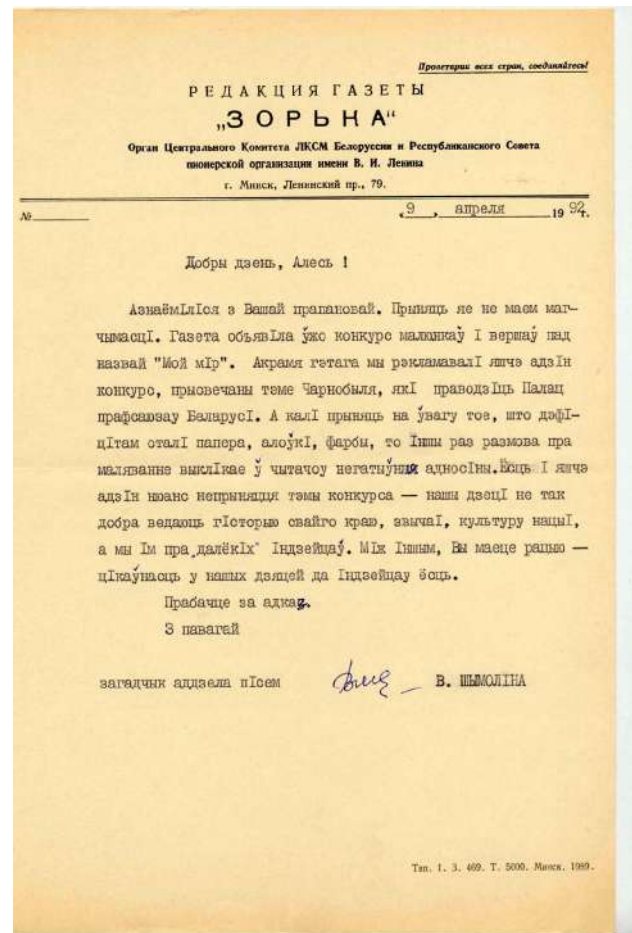 Пролетарии всех стран, соединяйтесь!
РЕДАКЦИЯ ГАЗЕТЫ
„ЗОРЬКА“
Орган Центрального Комитета ЛКСМ Белоруссии и Республиканского Совета
пионерской организации имени В. И. Ленина
г. Минск, Ленинский пр., 79.
№ „9„ апреля 1992г.
Добры дзень, Алесь !
АзнаёмIлIся з Вашай прапановай. Прыняць яе не маем маг-
чымасцI. Газета объявIла ўжо конкурс малюнкаў I вершаў пад
назвай "Мой мIр". Акрамя гэтага мы рэкламавалI яшчэ адзIн
конкурс, прысвечаны тэме Чарнобыля, якI праводзIць Палац
прафсаюзау БеларусI. А калI прыняць на ўвагу тое, што дэфI-
цIтам сталI папера, алоўкI, фарбы, то Iншы раз размова пра
маляванне выклIкае ў чытачоу негатыўныя адносIны. Ёсць I яшчэ
адзIн нюанс непрыняцця тэмы конкурса — нашы дзецI не так
добра ведаюць гIсторыю свайго краю, звычаI, культуру нацыI,
а мы Iм пра „далёкIх" Iндзейцаў. МIж Iншым, Вы маеце рацыю —
цIкаўнасць у нашых дзяцей да Iндзейцау ёсць.
Прабачце за адказ.
З павагай
загадчык аддзела пIсем В. ШЫМОЛIНА
Тип. 1. З. 469. Т. 5000. Минск. 1989.